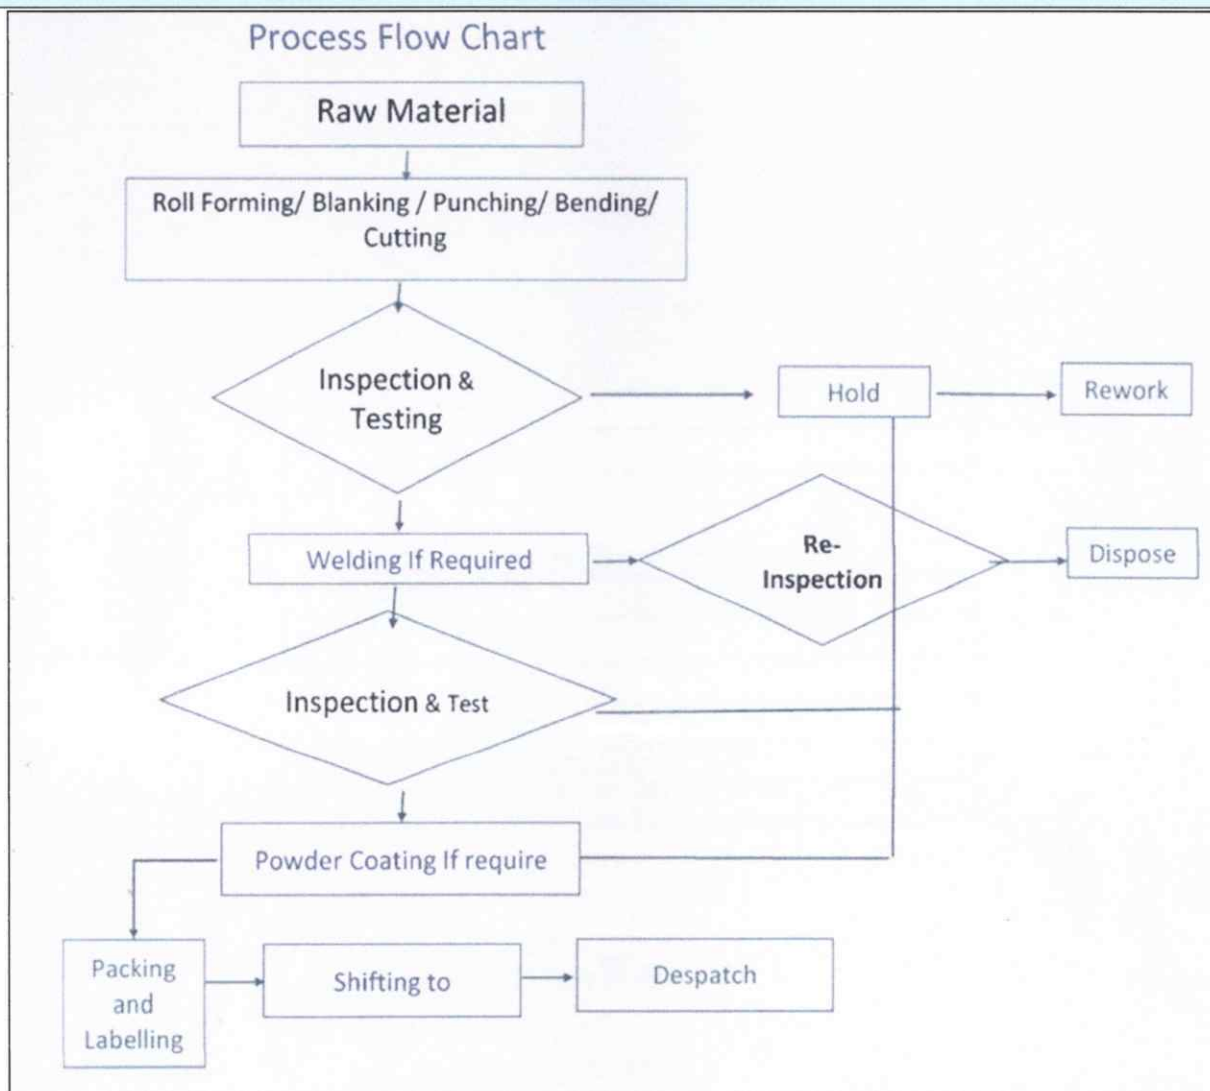 Process Flow Chart
Raw Material
Roll Forming/ Blanking / Punching/ Bending/
Cutting
Inspection &
Testing
Hold
Rework
Welding If Required
Re-
Inspection
Dispose
Inspection & Test
Powder Coating If require
Packing
and
Labelling
Shifting to
Despatch